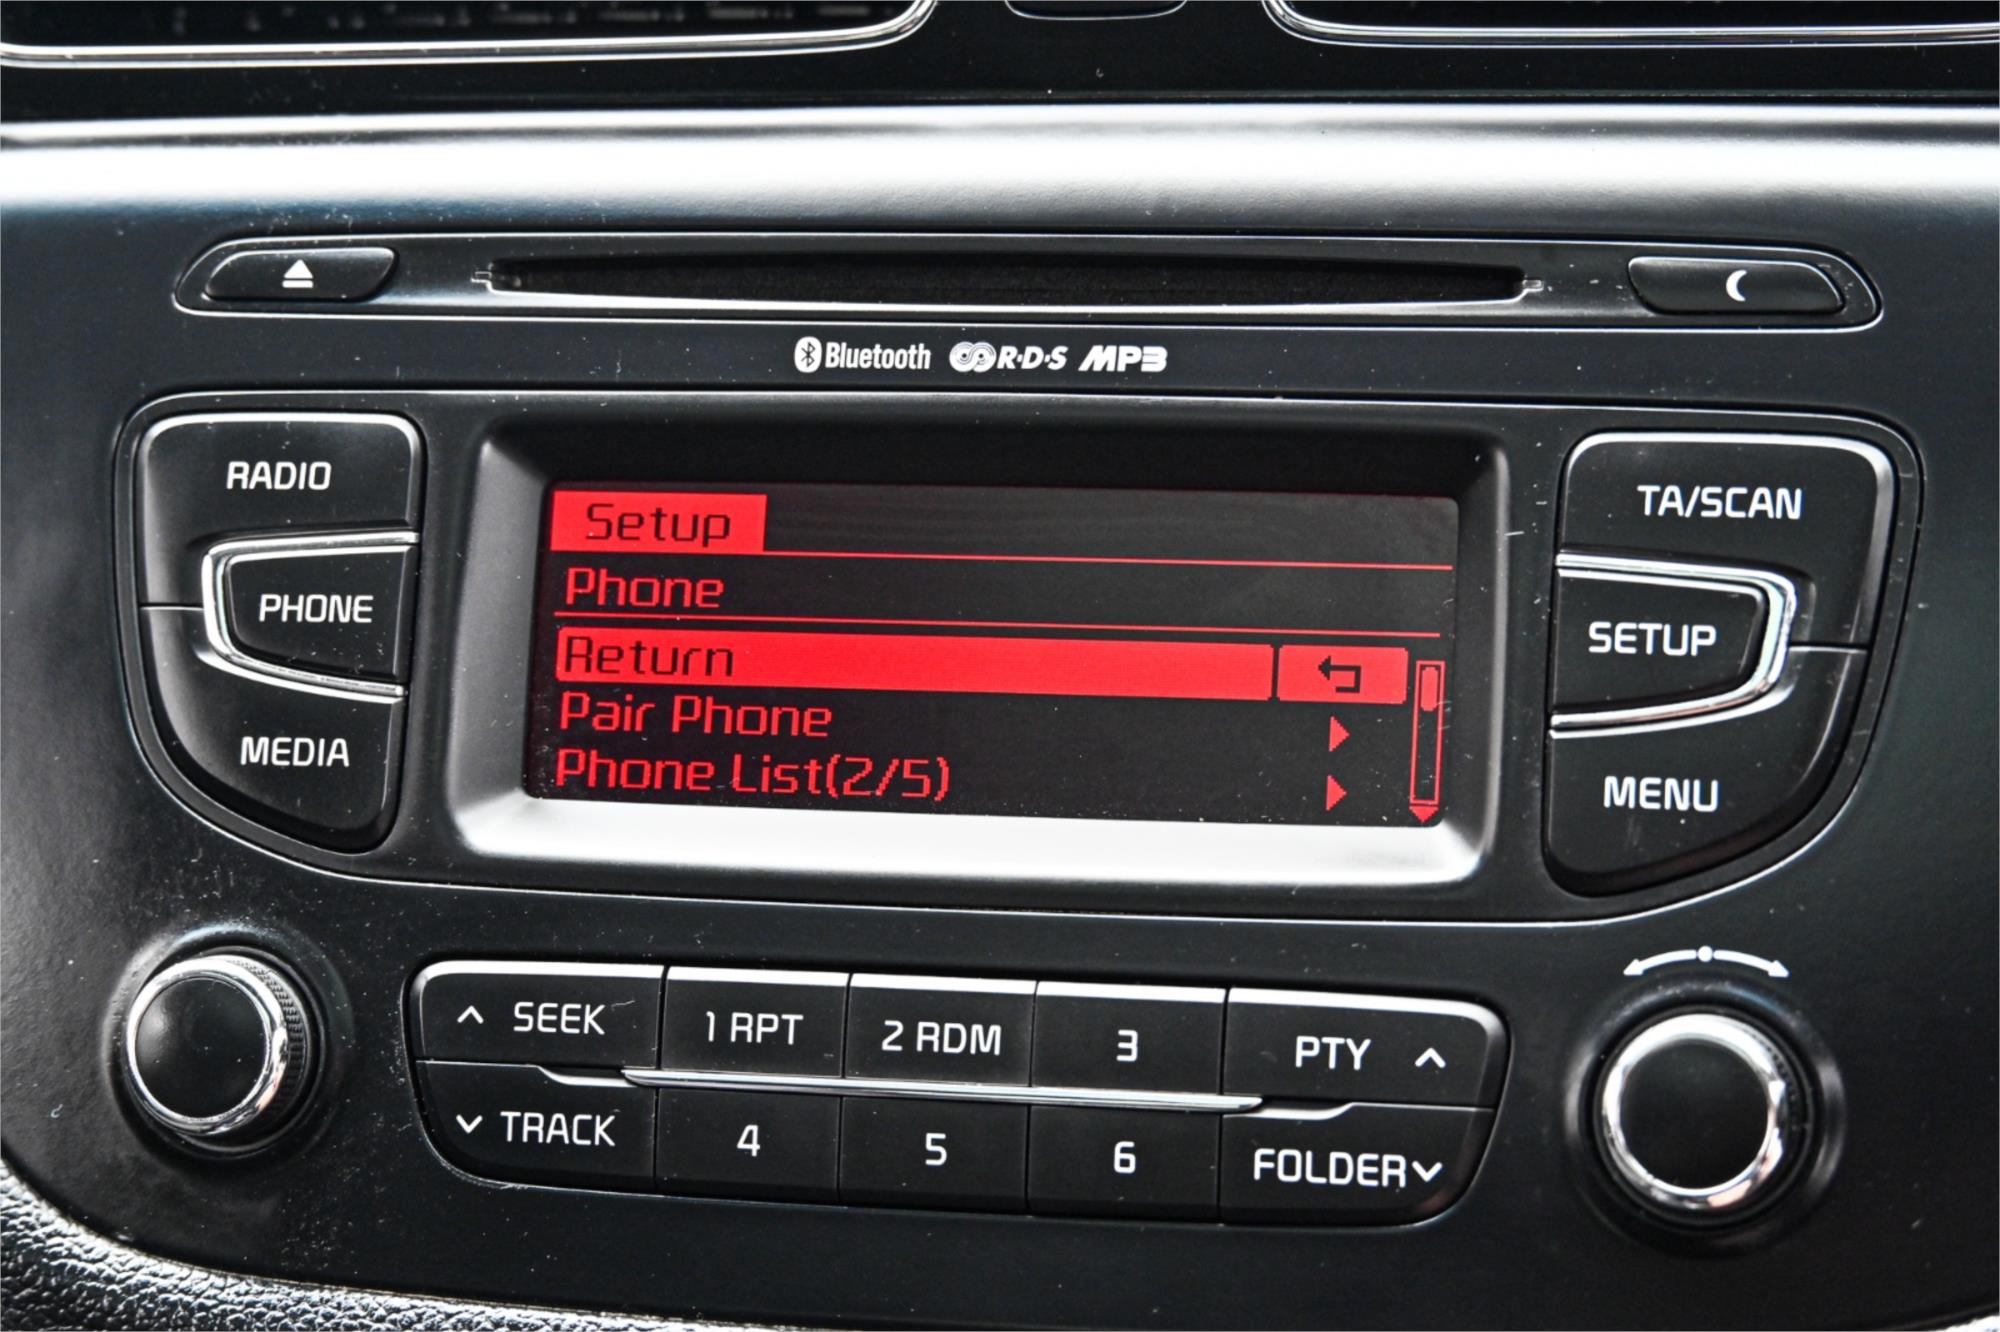 Bluetooth R·D·S MP3
RADIO
PHONE
MEDIA
Setup
Phone
Return
Pair Phone
Phone List(2/5)
TA/SCAN
SETUP
MENU
SEEK
1 RPT
2 RDM
3
PTY
TRACK
4
5
6
FOLDER